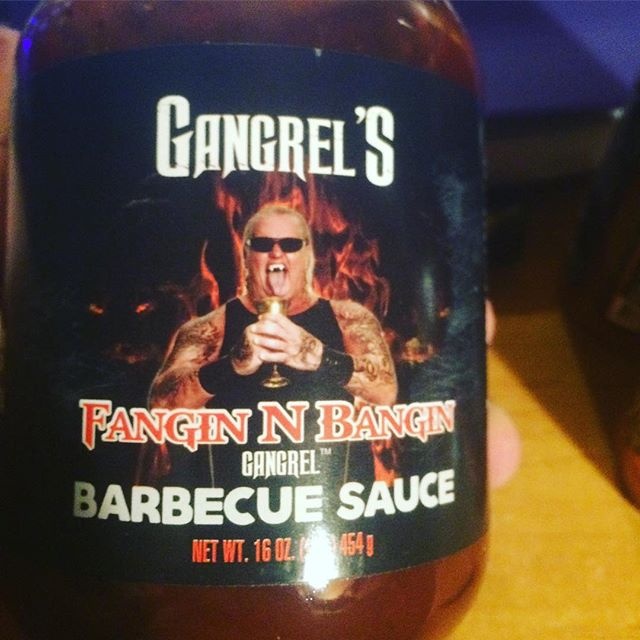 GANGREL'S
FANGIN N BANGIN
GANGREL™
BARBECUE SAUCE
NET WT. 16 OZ. 454 g